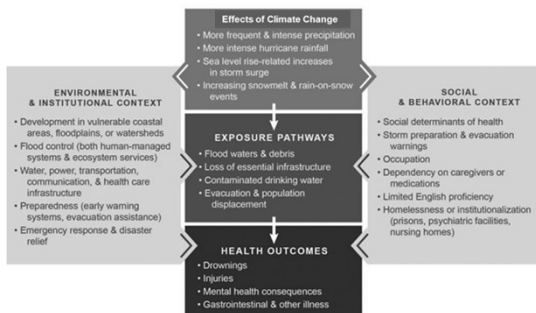 Effects of Climate Change
• More frequent & intense precipitation
• More intense hurricane rainfall
• Sea level rise-related increases
in storm surge
• Increasing snowmelt & rain-on-snow
events
ENVIRONMENTAL
& INSTITUTIONAL CONTEXT
• Development in vulnerable coastal
areas, floodplains, or watersheds
• Flood control (both human-managed
systems & ecosystem services)
• Water, power, transportation,
communication, & health care
infrastructure
• Preparedness (early warning
systems, evacuation assistance)
• Emergency response & disaster
relief
EXPOSURE PATHWAYS
• Flood waters & debris
• Loss of essential infrastructure
• Contaminated drinking water
• Evacuation & population
displacement
SOCIAL
& BEHAVIORAL CONTEXT
• Social determinants of health
• Storm preparation & evacuation
warnings
• Occupation
• Dependency on caregivers or
medications
• Limited English proficiency
• Homelessness or institutionalization
(prisons, psychiatric facilities,
nursing homes)
HEALTH OUTCOMES
• Drownings
• Injuries
• Mental health consequences
• Gastrointestinal & other illness